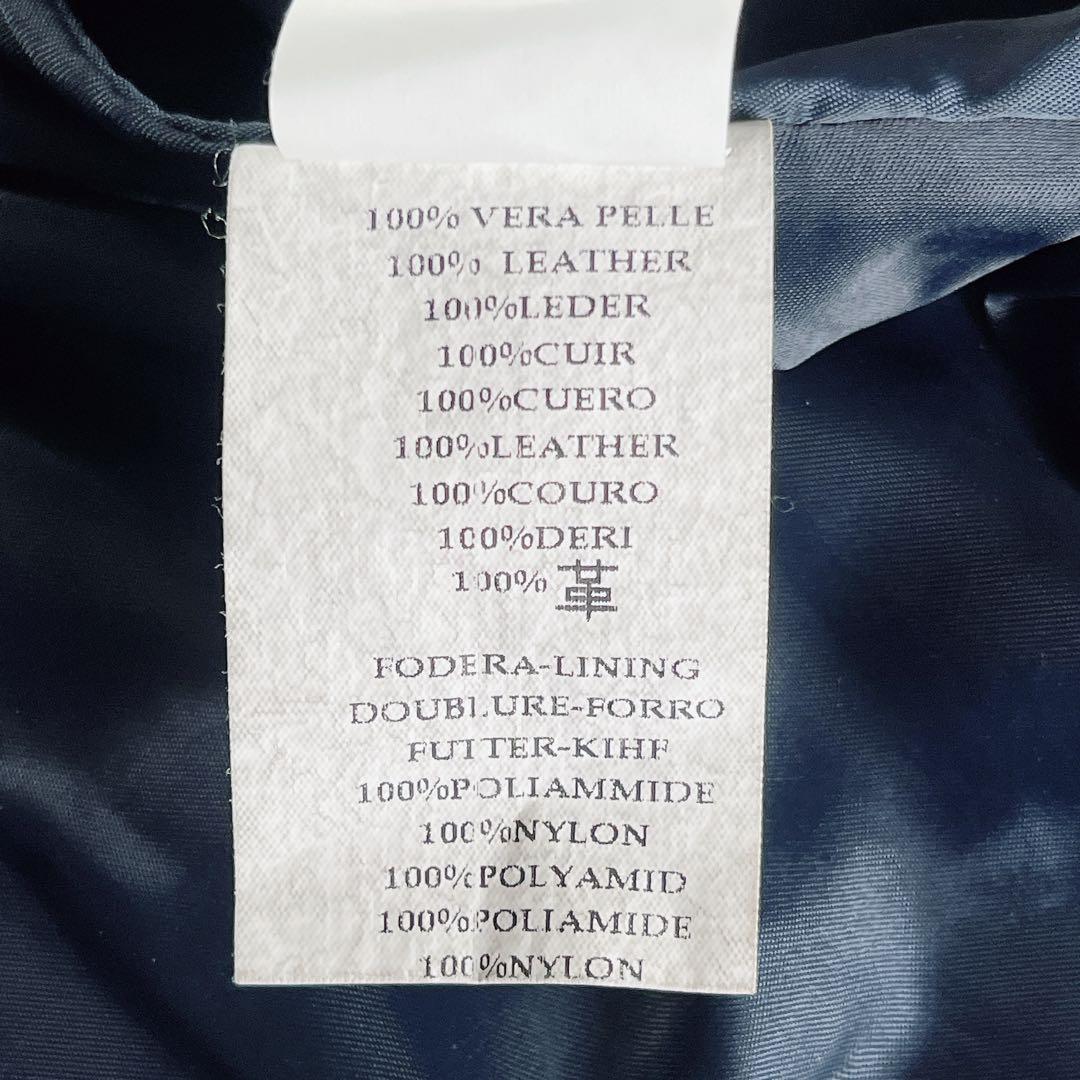 100% VERA PELLE
100% LEATHER
100%LEDER
100%CUIR
100%CUERO
100%LEATHER
100%COURO
100%DERI
100% 革
FODERA-LINING
DOUBLURE-FORRO
FUTTER-KIHF
100%POLIAMMIDE
100%NYLON
100%POLYAMID
100%POLIAMIDE
100%NYLON